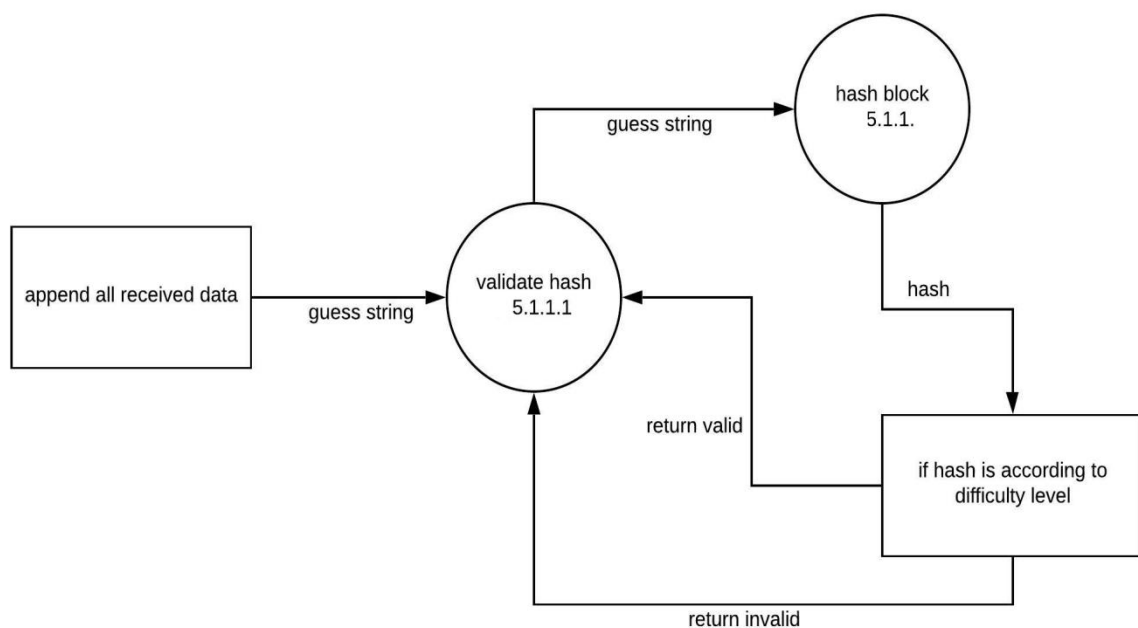 hash block
5.1.1.
guess string
append all received data
guess string
validate hash
5.1.1.1
hash
return valid
if hash is according to
difficulty level
return invalid